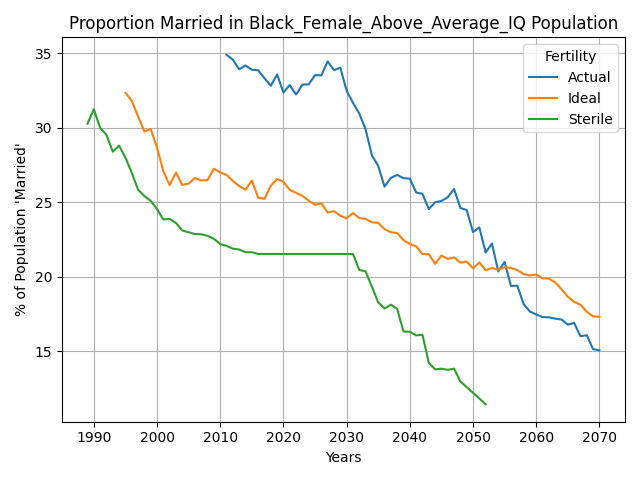 Proportion Married in Black_Female_Above_Average_IQ Population
% of Population 'Married'
35
30
25
20
15
Fertility
Actual
Ideal
Sterile
1990 2000 2010 2020 2030 2040 2050 2060 2070
Years